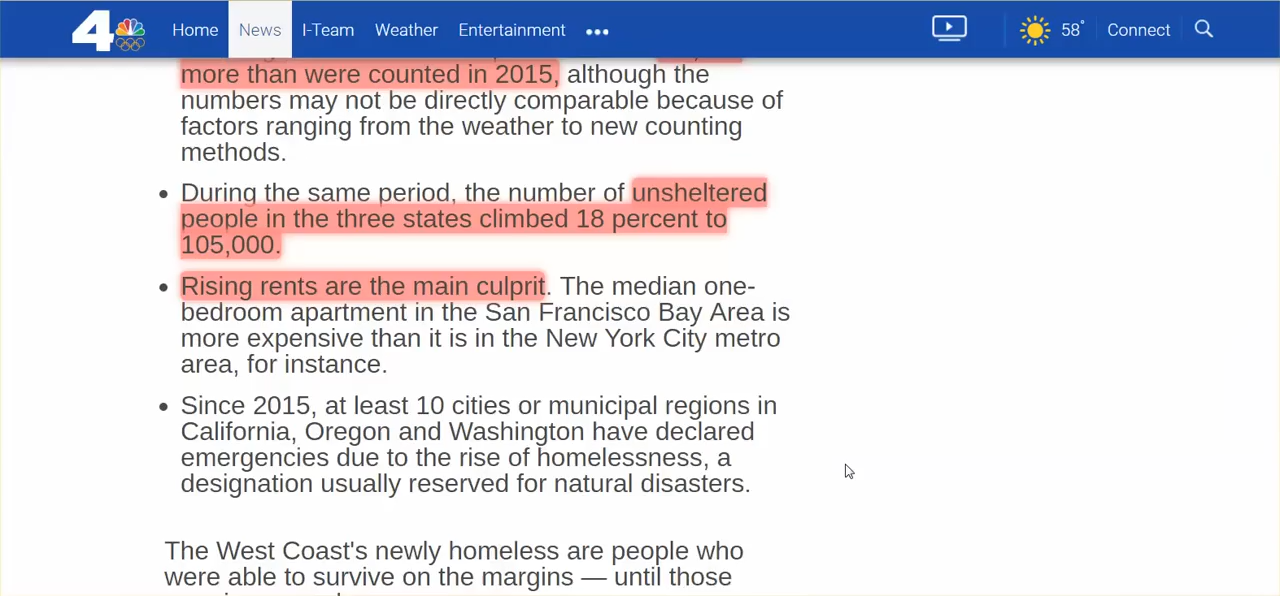 4 Home News I-Team Weather Entertainment ••• 58° Connect
more than were counted in 2015, although the
numbers may not be directly comparable because of
factors ranging from the weather to new counting
methods.
• During the same period, the number of unsheltered
people in the three states climbed 18 percent to
105,000.
• Rising rents are the main culprit. The median one-
bedroom apartment in the San Francisco Bay Area is
more expensive than it is in the New York City metro
area, for instance.
• Since 2015, at least 10 cities or municipal regions in
California, Oregon and Washington have declared
emergencies due to the rise of homelessness, a
designation usually reserved for natural disasters.
The West Coast's newly homeless are people who
were able to survive on the margins — until those